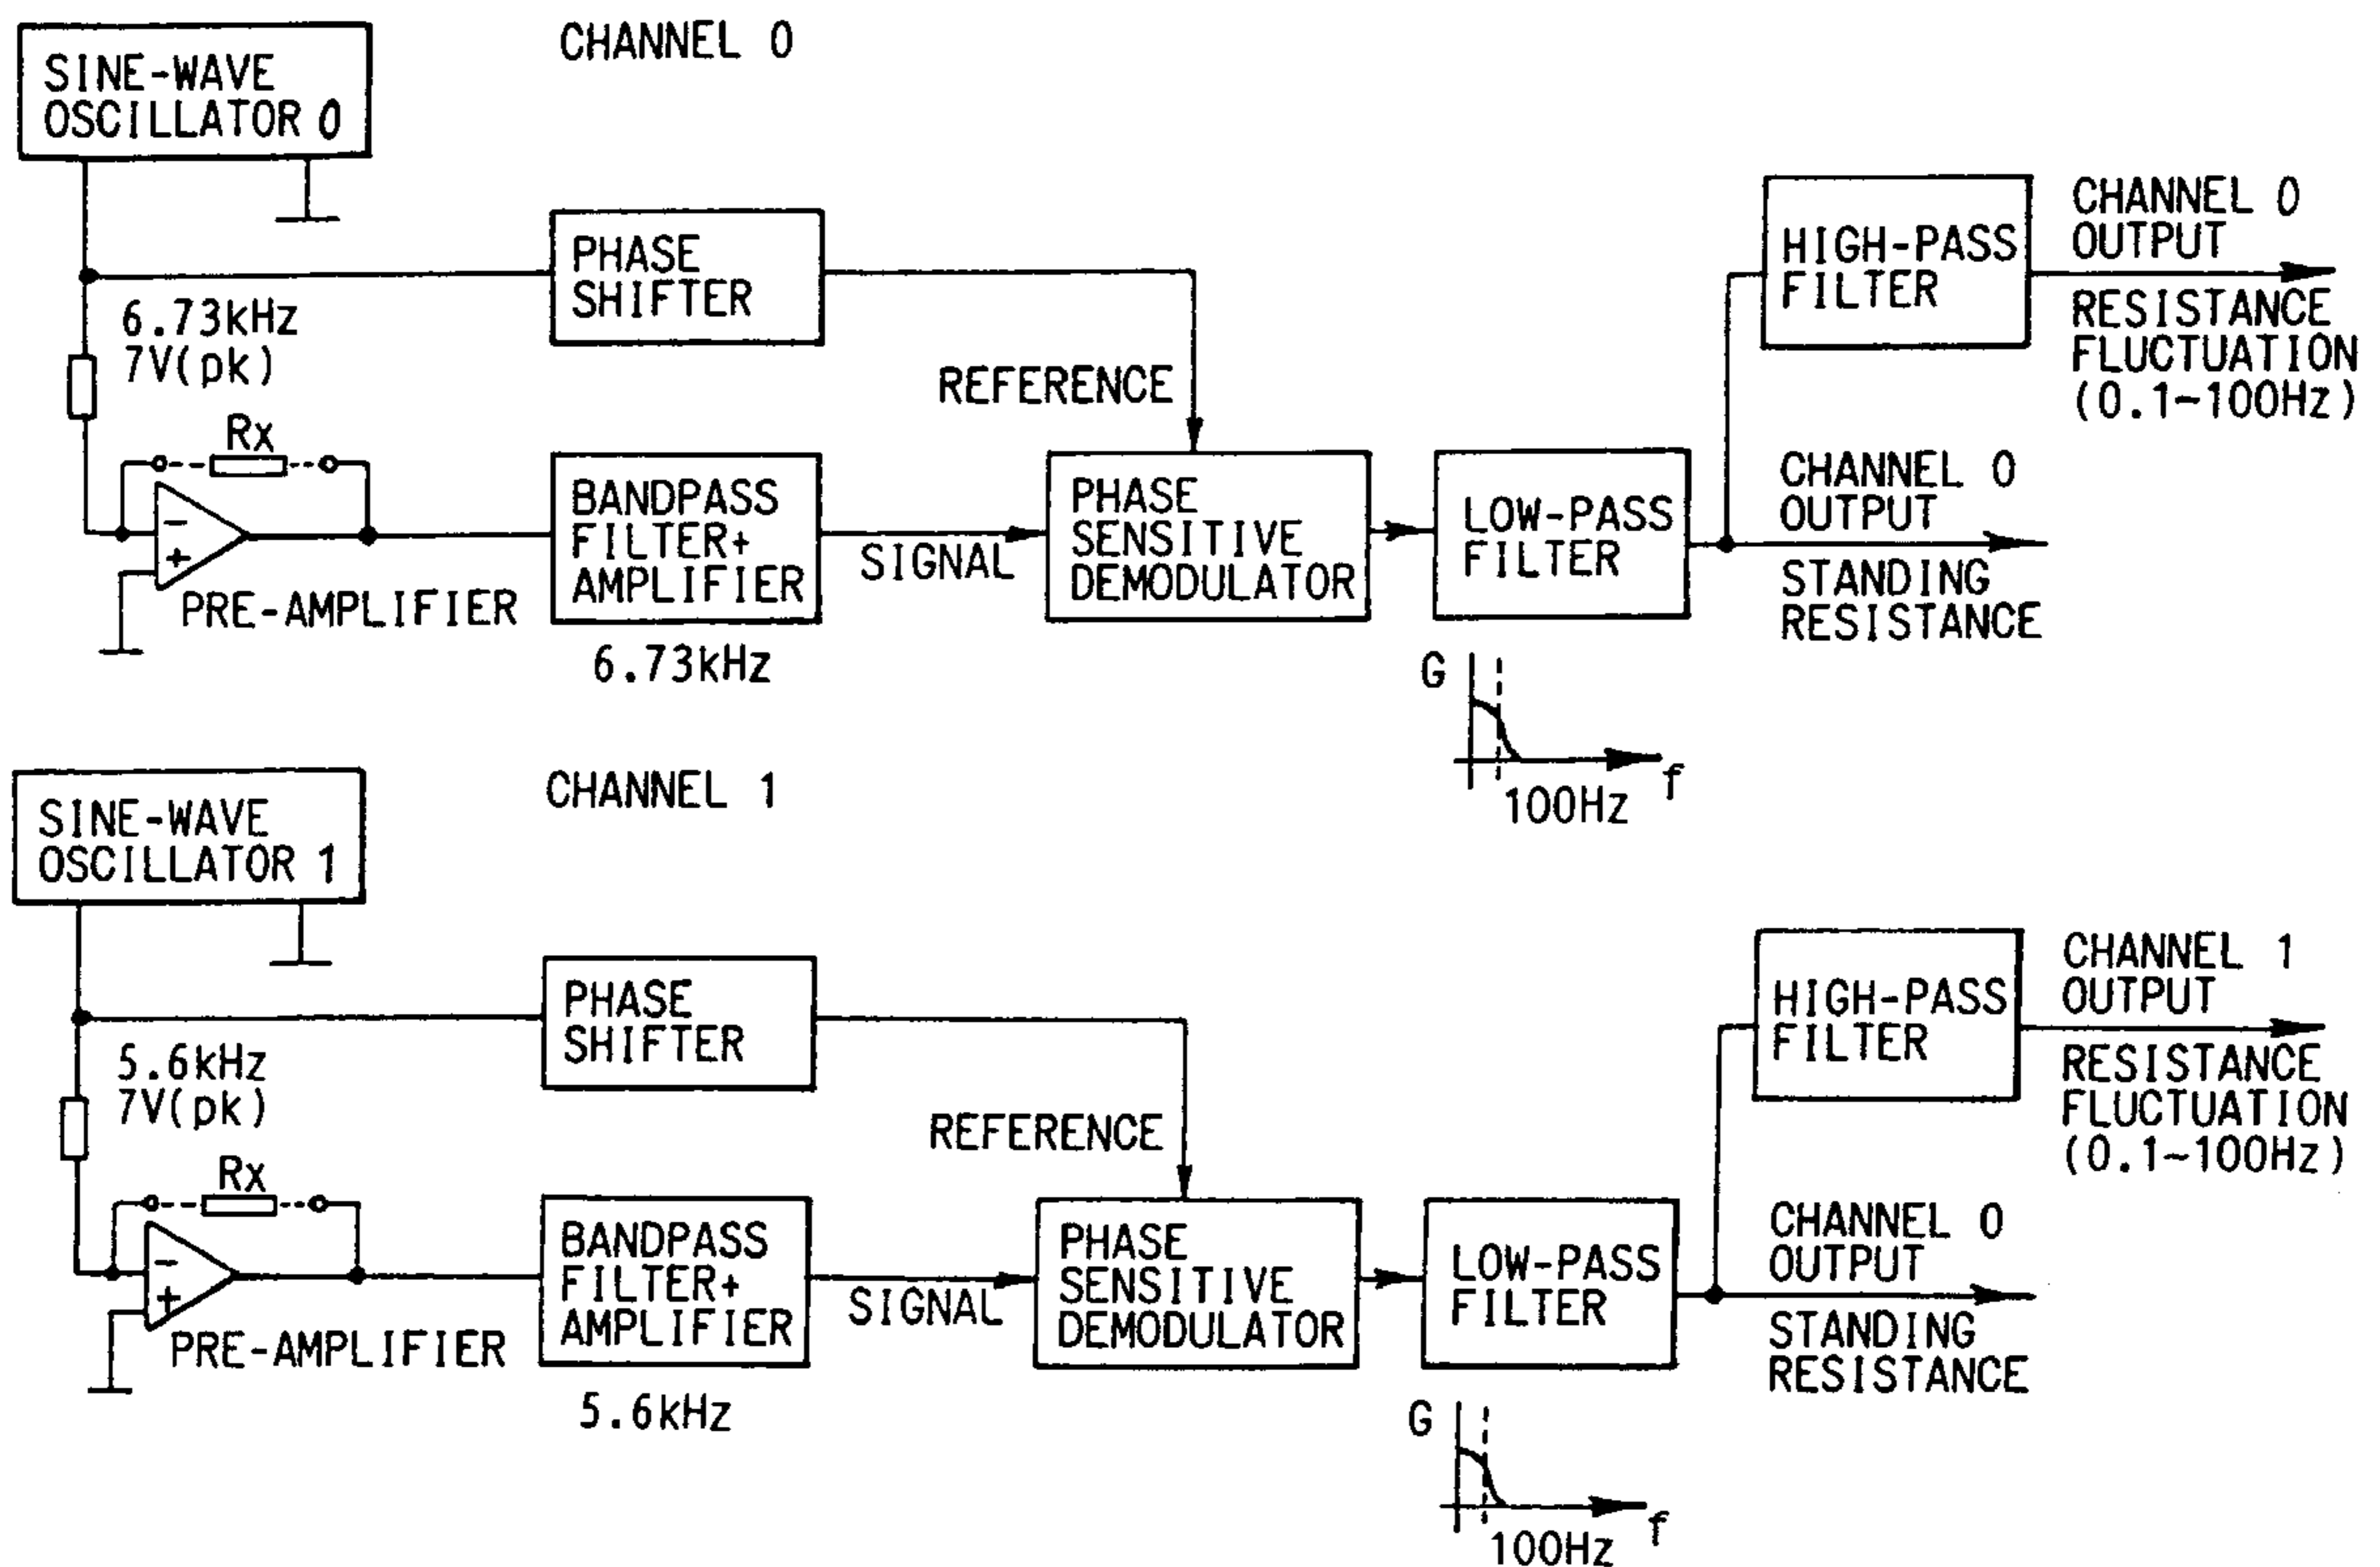 CHANNEL 0
SINE-WAVE
OSCILLATOR 0
6.73kHz
7V(pk)
PHASE
SHIFTER
REFERENCE
Rx
-
+
PRE-AMPLIFIER
BANDPASS
FILTER+
AMPLIFIER
6.73kHz
SIGNAL
PHASE
SENSITIVE
DEMODULATOR
LOW-PASS
FILTER
G
100Hz
f
HIGH-PASS
FILTER
CHANNEL 0
OUTPUT
RESISTANCE
FLUCTUATION
(0.1~100Hz)
CHANNEL 0
OUTPUT
STANDING
RESISTANCE
CHANNEL 1
SINE-WAVE
OSCILLATOR 1
5.6kHz
7V(pk)
PHASE
SHIFTER
REFERENCE
Rx
-
+
PRE-AMPLIFIER
BANDPASS
FILTER+
AMPLIFIER
5.6kHz
SIGNAL
PHASE
SENSITIVE
DEMODULATOR
LOW-PASS
FILTER
G
100Hz
f
HIGH-PASS
FILTER
CHANNEL 1
OUTPUT
RESISTANCE
FLUCTUATION
(0.1~100Hz)
CHANNEL 0
OUTPUT
STANDING
RESISTANCE